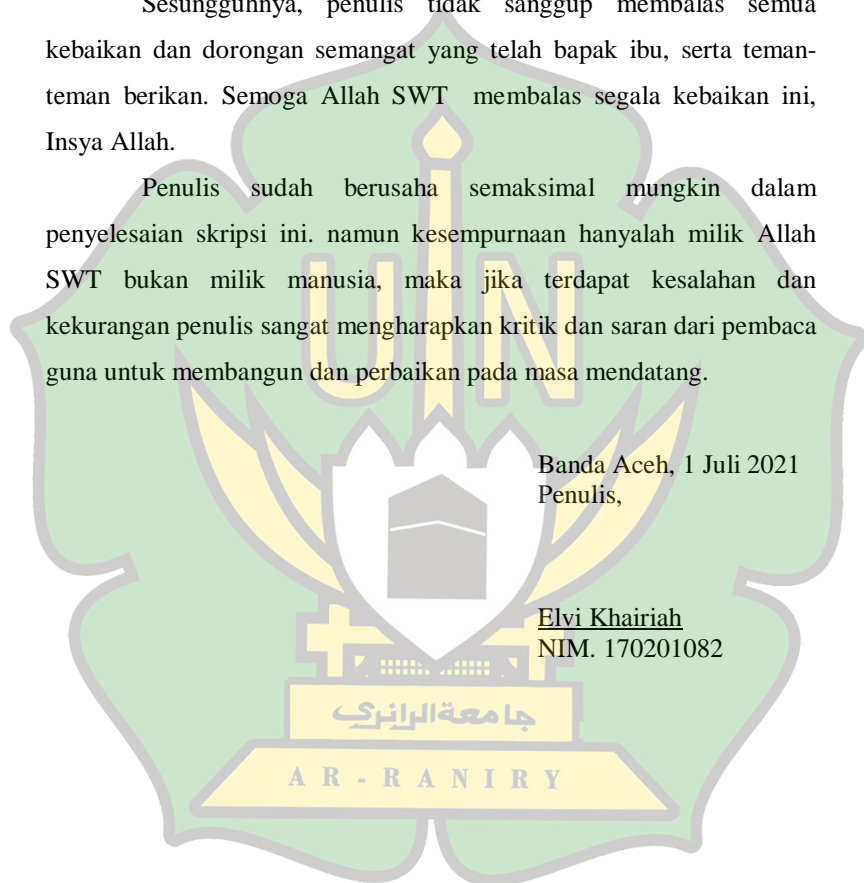 Sesungguhnya, penulis tidak sanggup membalas semua
kebaikan dan dorongan semangat yang telah bapak ibu, serta teman-
teman berikan. Semoga Allah SWT membalas segala kebaikan ini,
Insya Allah.
Penulis sudah berusaha semaksimal mungkin dalam
penyelesaian skripsi ini. namun kesempurnaan hanyalah milik Allah
SWT bukan milik manusia, maka jika terdapat kesalahan dan
kekurangan penulis sangat mengharapkan kritik dan saran dari pembaca
guna untuk membangun dan perbaikan pada masa mendatang.
UIN
Banda Aceh, 1 Juli 2021
Penulis,
Elvi Khairiah
NIM. 170201082
جامعةالرانري
AR-RANIRY